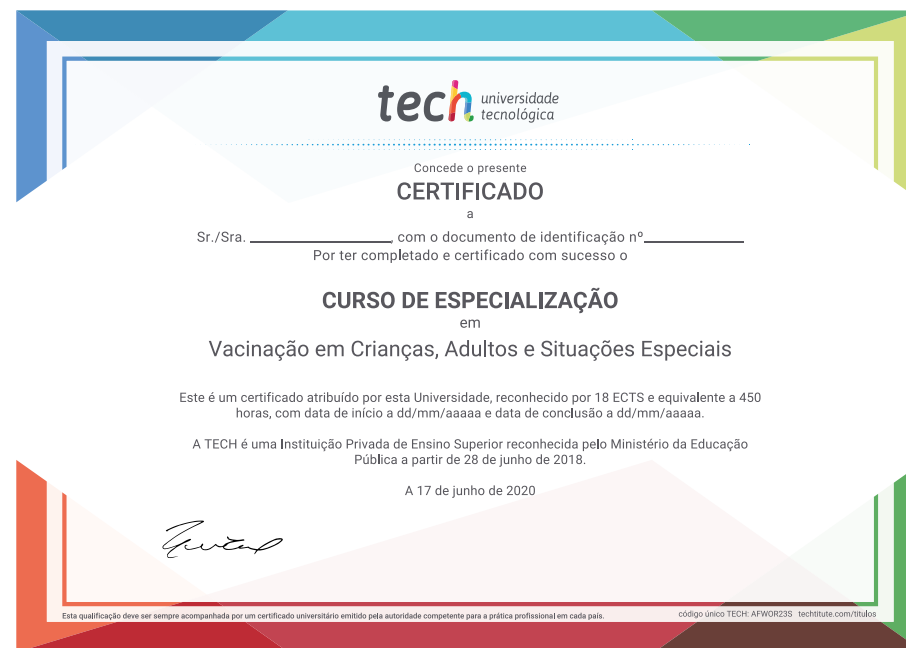 tech universidade
tecnológica
Concede o presente
CERTIFICADO
a
Sr./Sra. ____________________, com o documento de identificação nº______________
Por ter completado e certificado com sucesso o
CURSO DE ESPECIALIZAÇÃO
em
Vacinação em Crianças, Adultos e Situações Especiais
Este é um certificado atribuído por esta Universidade, reconhecido por 18 ECTS e equivalente a 450
horas, com data de início a dd/mm/aaaaa e data de conclusão a dd/mm/aaaaa.
A TECH é uma Instituição Privada de Ensino Superior reconhecida pelo Ministério da Educação
Pública a partir de 28 de junho de 2018.
A 17 de junho de 2020
Esta qualificação deve ser sempre acompanhada por um certificado universitário emitido pela autoridade competente para a prática profissional em cada país.
código único TECH: AFWOR23S techtitute.com/titulos